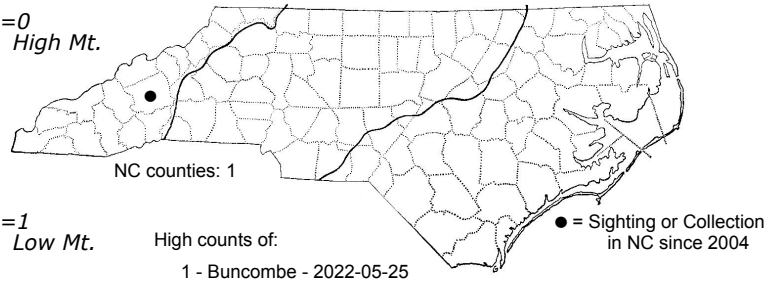 =0
High Mt.
NC counties: 1
=1
Low Mt.
High counts of:
1 - Buncombe - 2022-05-25
● = Sighting or Collection
in NC since 2004